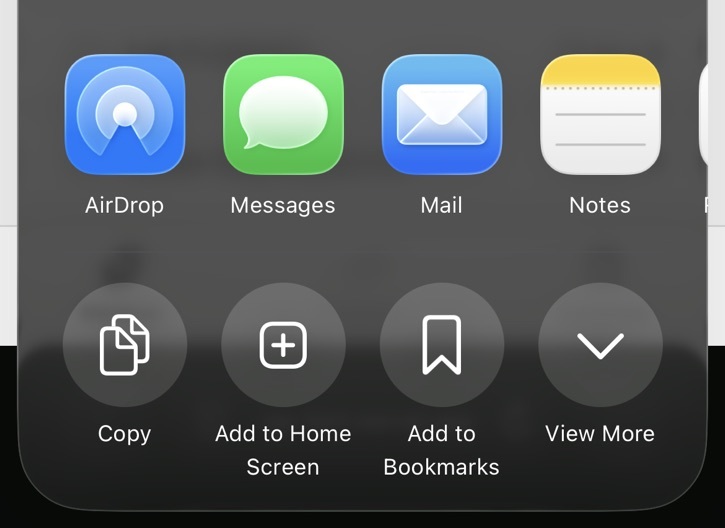 AirDrop
Messages
Mail
Notes
Copy
Add to Home
Screen
Add to
Bookmarks
View More